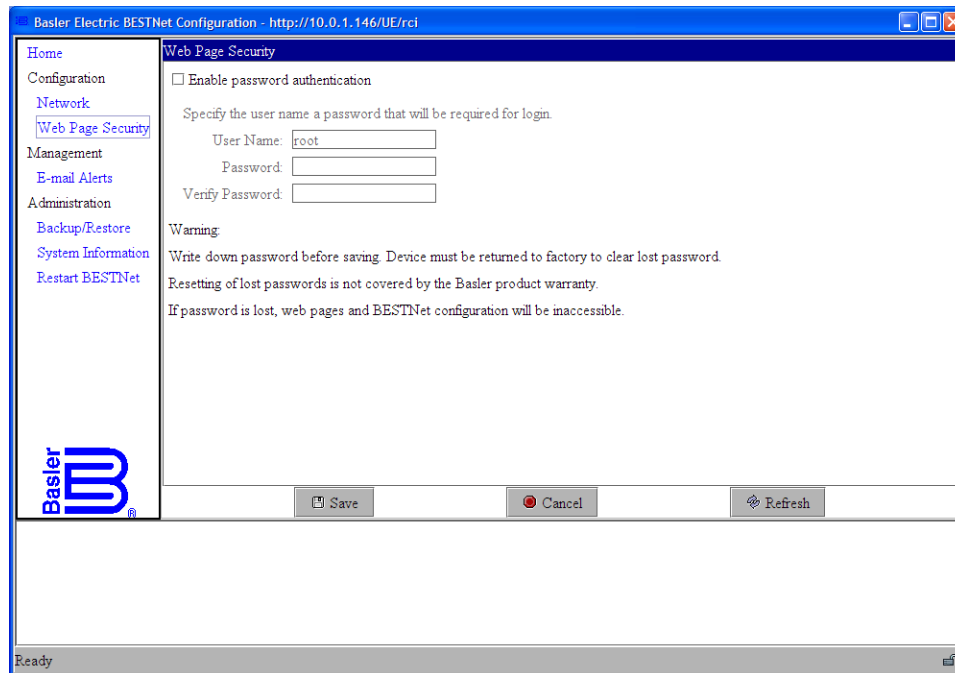 Basler Electric BESTNet Configuration - http://10.0.1.146/UE/rci
Home
Configuration
Network
Web Page Security
Management
E-mail Alerts
Administration
Backup/Restore
System Information
Restart BESTNet
Basler
B
®
Web Page Security
Enable password authentication
Specify the user name a password that will be required for login.
User Name: root
Password:
Verify Password:
Warning:
Write down password before saving. Device must be returned to factory to clear lost password.
Resetting of lost passwords is not covered by the Basler product warranty.
If password is lost, web pages and BESTNet configuration will be inaccessible.
Save
Cancel
Refresh
Ready